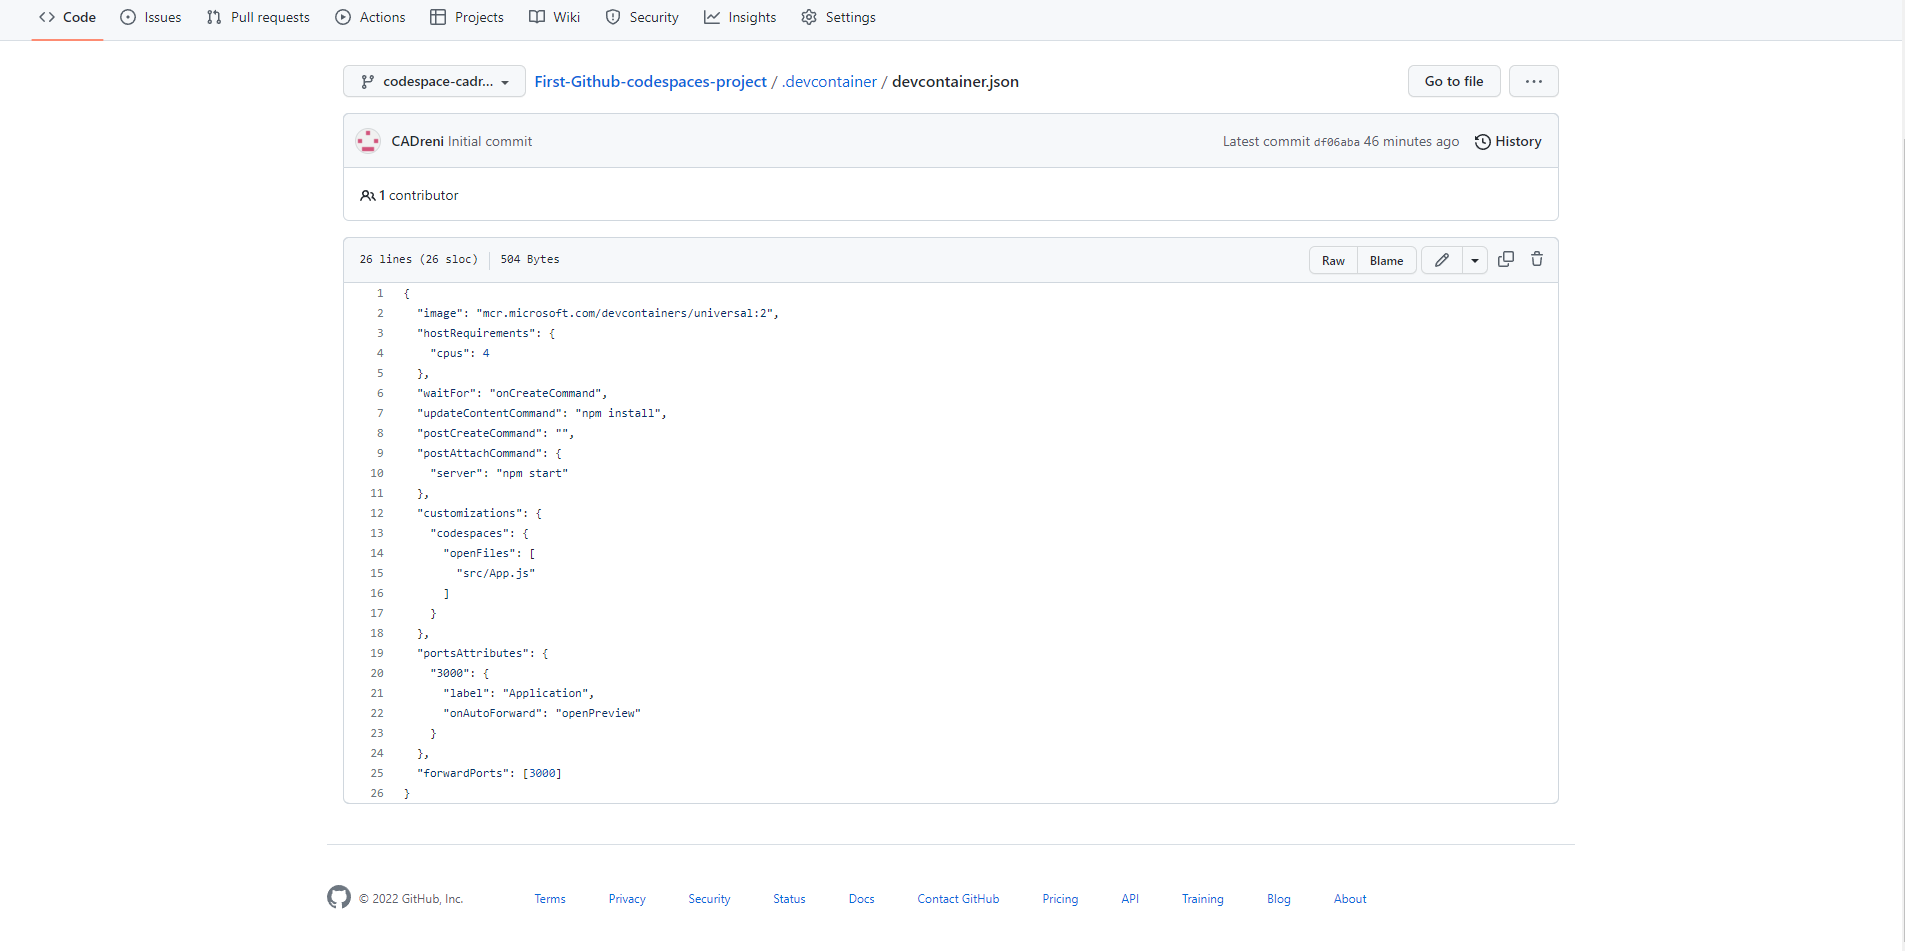 Code Issues Pull requests Actions Projects Wiki Security Insights Settings
codespace-cadr... First-Github-codespaces-project / .devcontainer / devcontainer.json Go to file ...
CADreni Initial commit Latest commit df06aba 46 minutes ago History
1 contributor
26 lines (26 sloc) 504 Bytes Raw Blame
1 {
2 "image": "mcr.microsoft.com/devcontainers/universal:2",
3 "hostRequirements": {
4 "cpus": 4
5 },
6 "waitFor": "onCreateCommand",
7 "updateContentCommand": "npm install",
8 "postCreateCommand": "",
9 "postAttachCommand": {
10 "server": "npm start"
11 },
12 "customizations": {
13 "codespaces": {
14 "openFiles": [
15 "src/App.js"
16 ]
17 }
18 },
19 "portsAttributes": {
20 "3000": {
21 "label": "Application",
22 "onAutoForward": "openPreview"
23 }
24 },
25 "forwardPorts": [3000]
26 }
© 2022 GitHub, Inc. Terms Privacy Security Status Docs Contact GitHub Pricing API Training Blog About